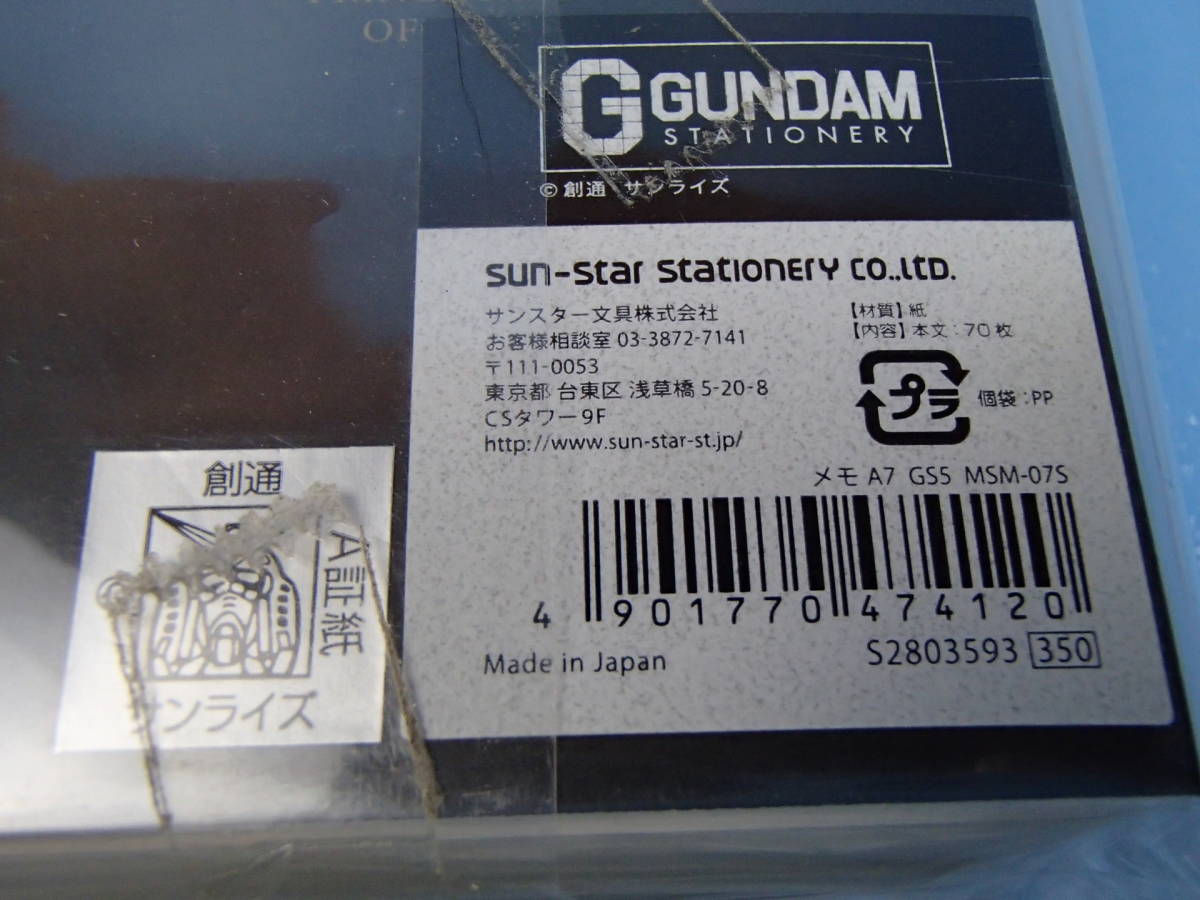 OF
G GUNDAM
STATIONERY
© 創通 サンライズ
sun-star stationery co.,ltd.
サンスター文具株式会社
お客様相談室 03-3872-7141
〒111-0053
東京都 台東区 浅草橋 5-20-8
CSタワー9F
http://www.sun-star-st.jp/
【材質】紙
【内容】本文:70枚
プラ
個袋:PP
メモ A7 GS5 MSM-07S
4 901770 474120
Made in Japan
S2803593 350
創通
A証紙
サンライズ